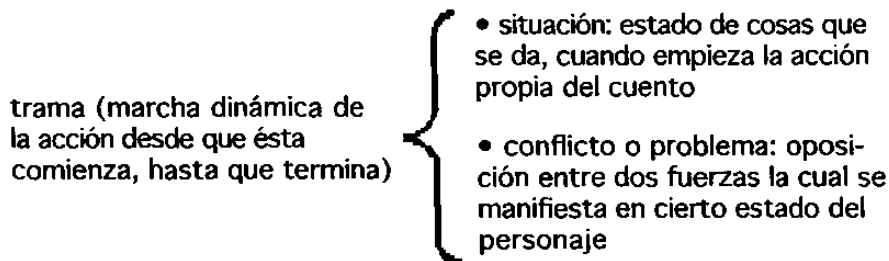 trama (marcha dinámica de
la acción desde que ésta
comienza, hasta que termina)
• situación: estado de cosas que
se da, cuando empieza la acción
propia del cuento
• conflicto o problema: oposi-
ción entre dos fuerzas la cual se
manifiesta en cierto estado del
personaje